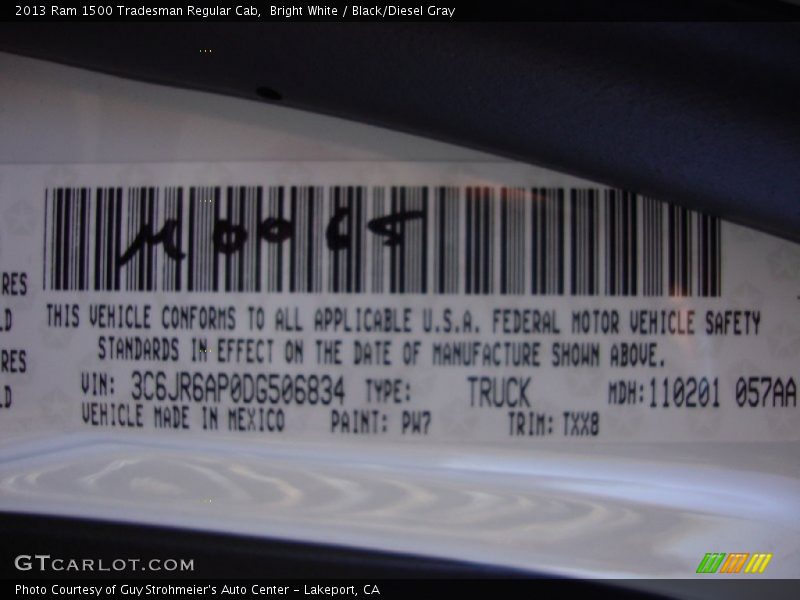 2013 Ram 1500 Tradesman Regular Cab,  Bright White / Black/Diesel Gray
RES
LD
RES
LD
THIS VEHICLE CONFORMS TO ALL APPLICABLE U.S.A. FEDERAL MOTOR VEHICLE SAFETY
STANDARDS IN EFFECT ON THE DATE OF MANUFACTURE SHOWN ABOVE.
VIN: 3C6JR6AP0DG506834 TYPE: TRUCK MDH:110201 057AA
VEHICLE MADE IN MEXICO PAINT: PW7 TRIM: TXX8
GTCARLOT.COM
Photo Courtesy of Guy Strohmeier's Auto Center - Lakeport, CA